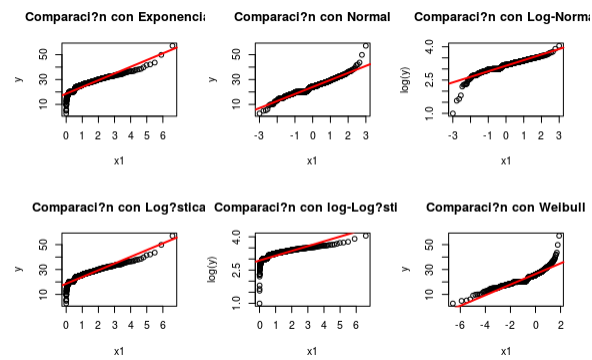 Comparaci?n con Exponencia
Comparaci?n con Normal
Comparaci?n con Log-Norma
y
10 30 50
0 1 2 3 4 5 6
x1
y
10 30 50
-3 -1 0 1 2 3
x1
log(y)
1.0 2.5 4.0
-3 -1 0 1 2 3
x1
Comparaci?n con Log?stica
Comparaci?n con log-Log?sti
Comparaci?n con Weibull
y
10 30 50
0 1 2 3 4 5 6
x1
log(y)
1.0 2.5 4.0
0 1 2 3 4 5 6
x1
y
10 30 50
-6 -4 -2 0 2
x1